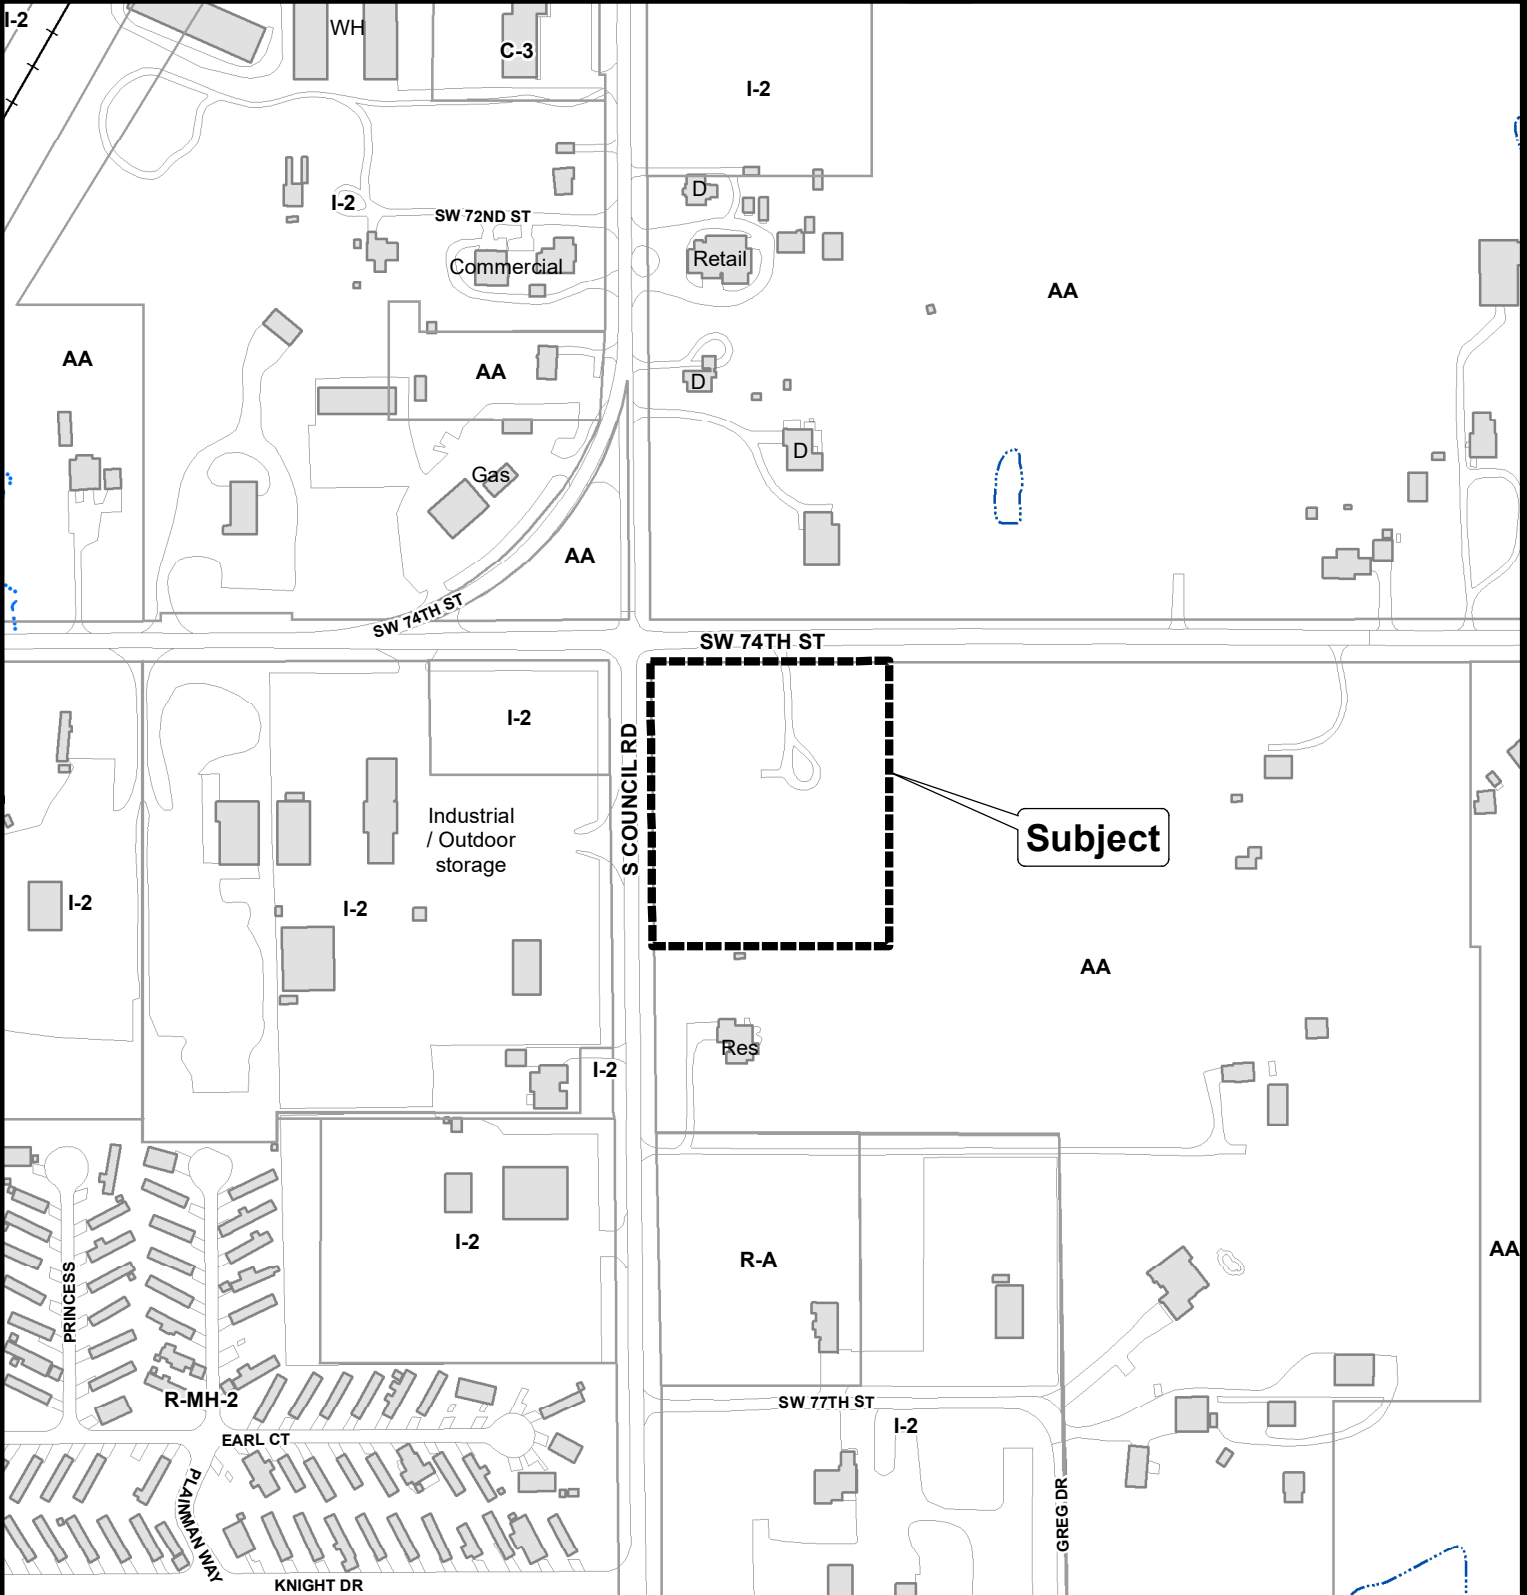 I-2
WH
C-3
I-2
D
I-2
SW 72ND ST
Commercial
Retail
AA
AA
AA
D
D
Gas
AA
SW 74TH ST
SW 74TH ST
I-2
S COUNCIL RD
Industrial
/ Outdoor
storage
Subject
I-2
I-2
AA
Res
I-2
I-2
R-A
AA
PRINCESS
R-MH-2
SW 77TH ST
I-2
EARL CT
PLAINMAN WAY
GREG DR
KNIGHT DR